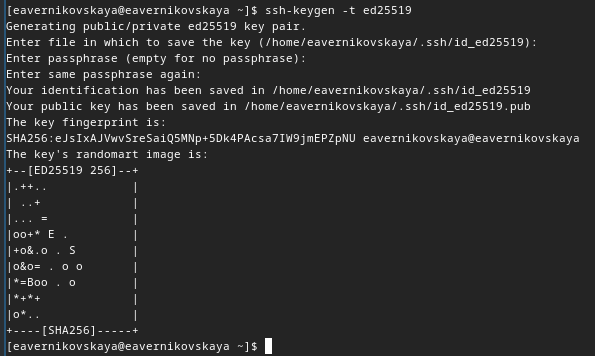 [eavernikovskaya@eavernikovskaya ~]$ ssh-keygen -t ed25519
Generating public/private ed25519 key pair.
Enter file in which to save the key (/home/eavernikovskaya/.ssh/id_ed25519):
Enter passphrase (empty for no passphrase):
Enter same passphrase again:
Your identification has been saved in /home/eavernikovskaya/.ssh/id_ed25519
Your public key has been saved in /home/eavernikovskaya/.ssh/id_ed25519.pub
The key fingerprint is:
SHA256:eJsIxAJVwvSreSaiQ5MNp+5Dk4PAcsa7IW9jmEPZpNU eavernikovskaya@eavernikovskaya
The key's randomart image is:
+--[ED25519 256]--+
|.++..            |
| ..+             |
|... =            |
|oo+* E .         |
|+o&.o . S        |
|o&o= . o o       |
|*=Boo . o        |
|*+*+             |
|o*..             |
+----[SHA256]-----+
[eavernikovskaya@eavernikovskaya ~]$